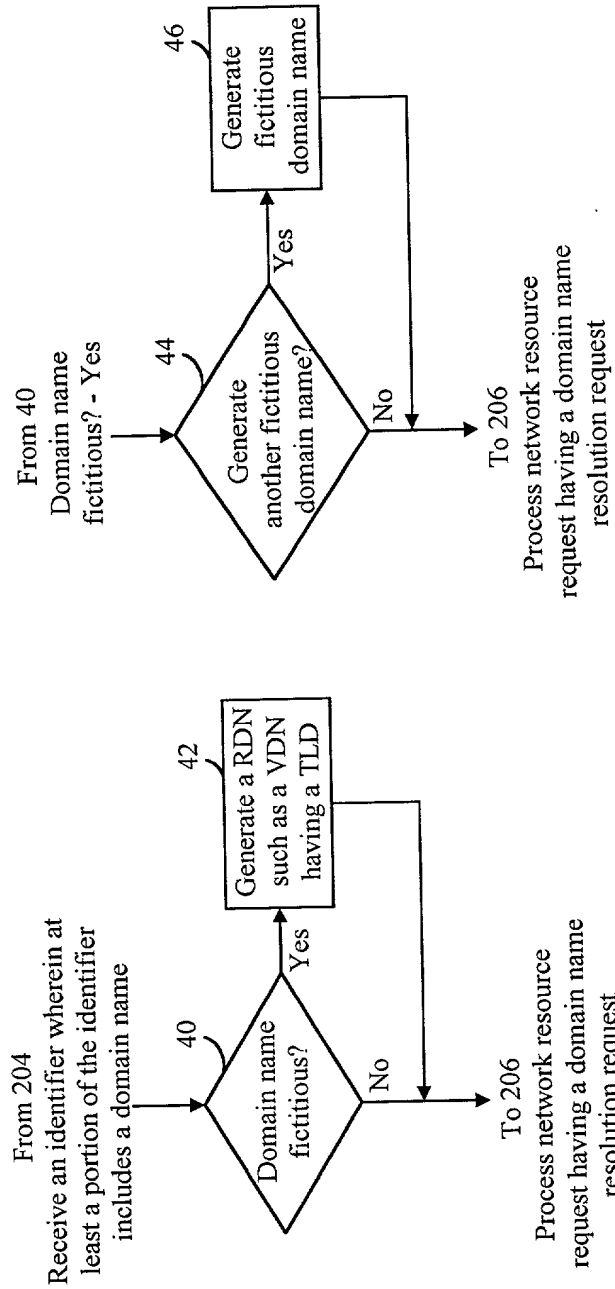 From 204
Receive an identifier wherein at
least a portion of the identifier
includes a domain name
40
Domain name
fictitious?
Yes
No
42
Generate a RDN
such as a VDN
having a TLD
To 206
Process network resource
request having a domain name
resolution request
From 40
Domain name
fictitious? - Yes
44
Generate
another fictitious
domain name?
Yes
No
46
Generate
fictitious
domain name
To 206
Process network resource
request having a domain name
resolution request